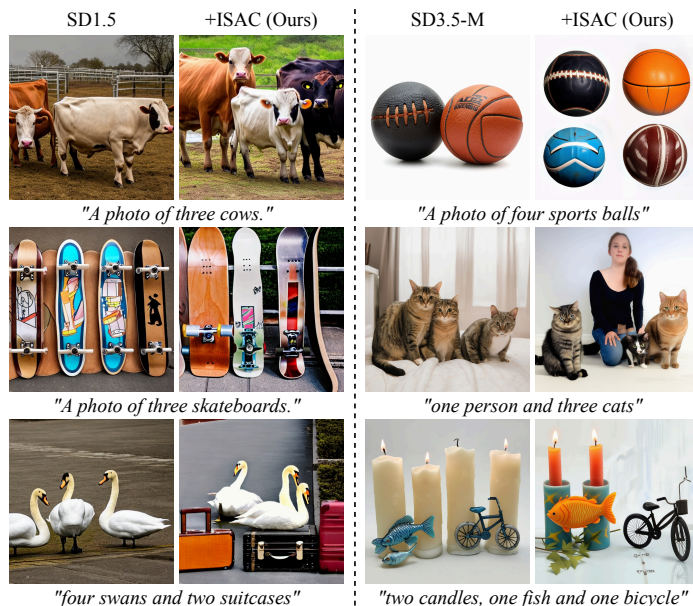 SD1.5
+ISAC (Ours)
SD3.5-M
+ISAC (Ours)
"A photo of three cows."
"A photo of four sports balls"
"A photo of three skateboards."
"one person and three cats"
"four swans and two suitcases"
"two candles, one fish and one bicycle"